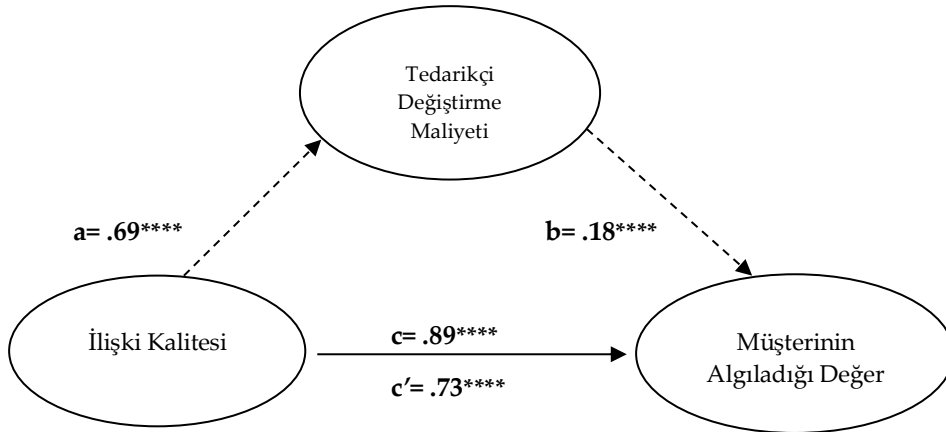 Tedarikçi
Değiştirme
Maliyeti
a= .69****
b= .18****
İlişki Kalitesi
c= .89****
c′= .73****
Müşterinin
Algıladığı Değer